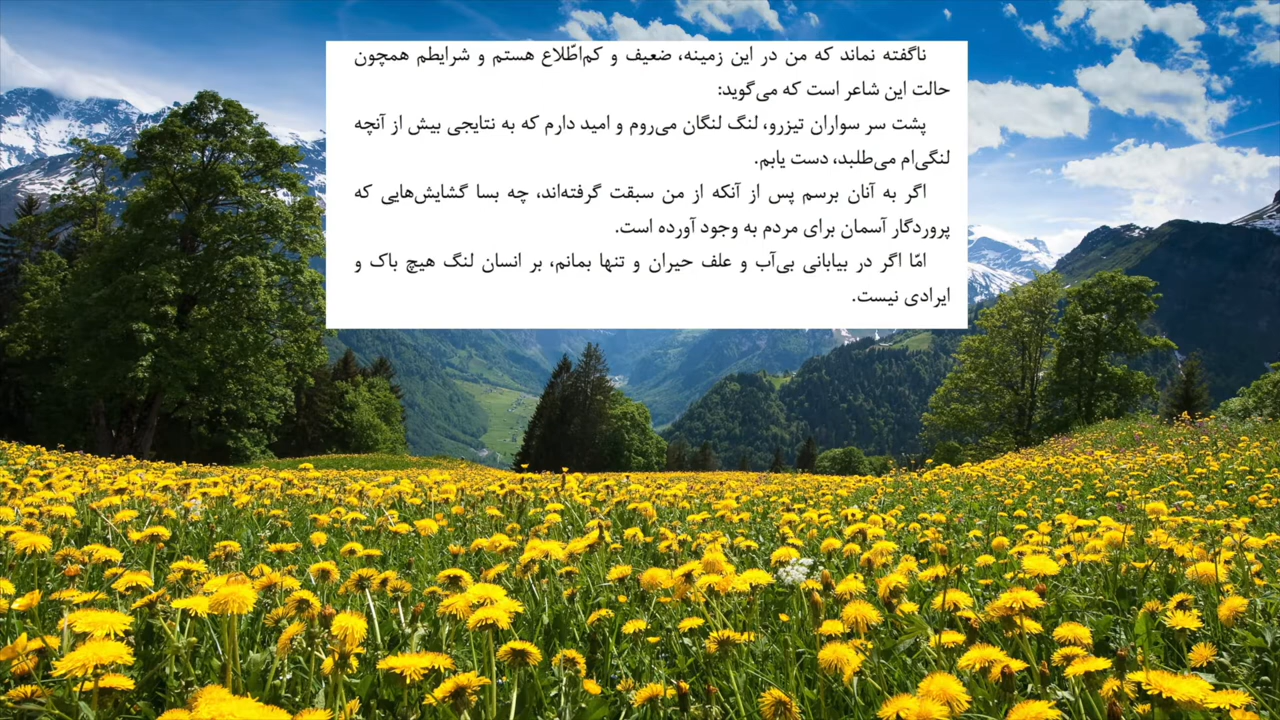 ناگفته نماند که من در این زمینه، ضعیف و کم‌اطّلاع هستم و شرایطم همچون
حالت این شاعر است که می‌گوید:
پشت سر سواران تیزرو، لنگ لنگان می‌روم و امید دارم که به نتایجی بیش از آنچه
لنگی‌ام می‌طلبد، دست یابم.
اگر به آنان برسم پس از آنکه از من سبقت گرفته‌اند، چه بسا گشایش‌هایی که
پروردگار آسمان برای مردم به وجود آورده است.
امّا اگر در بیابانی بی‌آب و علف حیران و تنها بمانم، بر انسان لنگ هیچ باک و
ایرادی نیست.